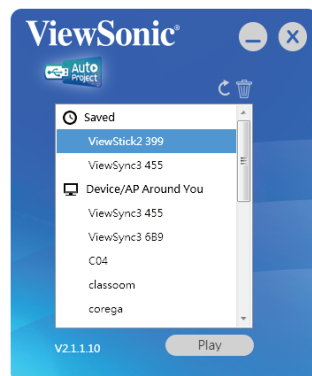 ViewSonic®
Auto
Project
Saved
ViewStick2 399
ViewSync3 455
Device/AP Around You
ViewSync3 455
ViewSync3 6B9
C04
classoom
corega
V2.1.1.10
Play